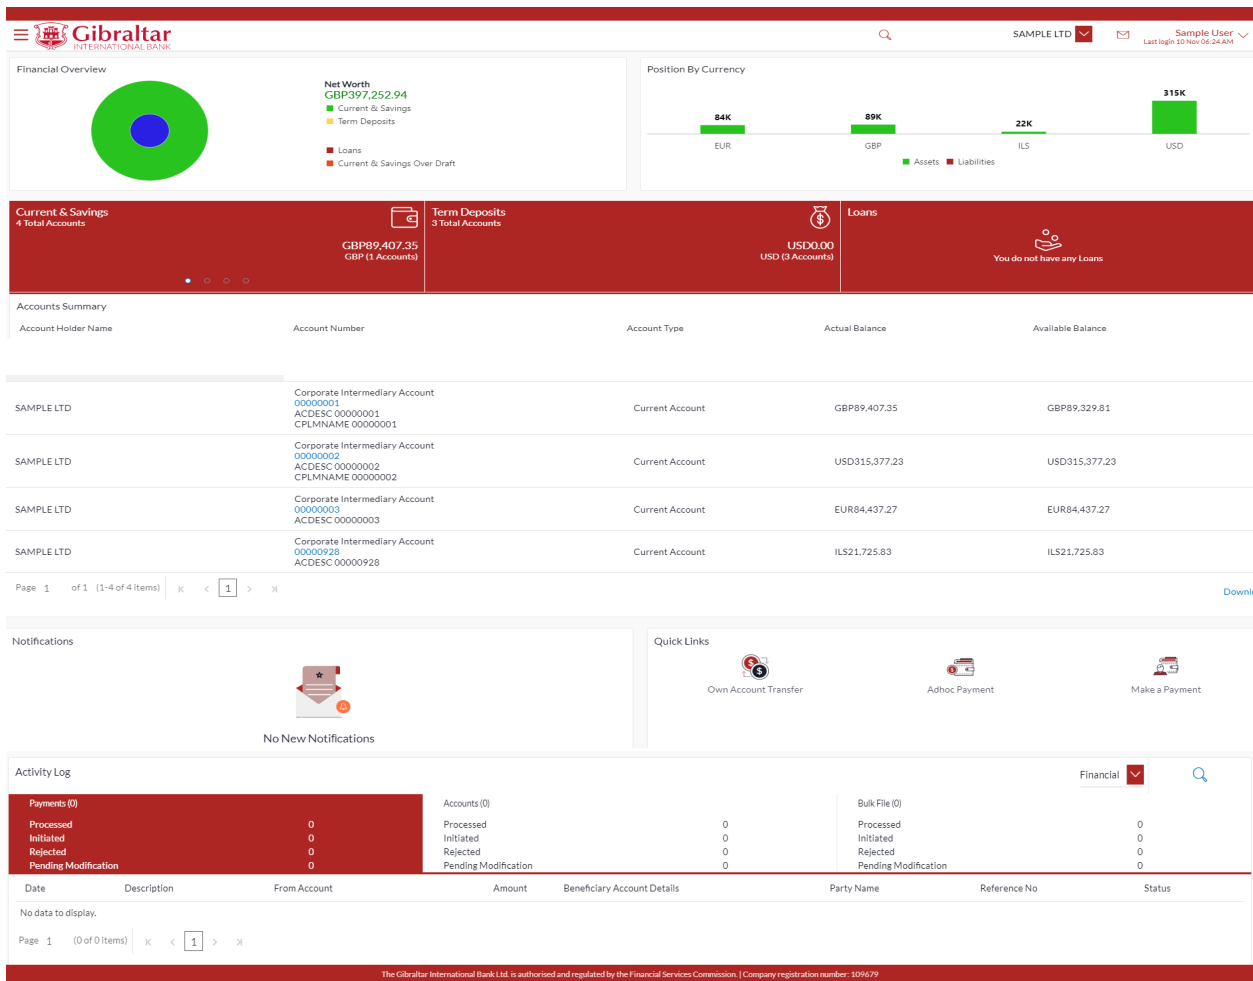 Gibraltar
INTERNATIONAL BANK
SAMPLE LTD
Sample User
Last login 10 Nov 06:24 AM
Financial Overview
Net Worth
GBP397,252.94
Current & Savings
Term Deposits
Loans
Current & Savings Over Draft
Position By Currency
84K
89K
22K
315K
EUR
GBP
ILS
USD
Assets
Liabilities
Current & Savings
4 Total Accounts
GBP89,407.35
GBP (1 Accounts)
Term Deposits
3 Total Accounts
USD0.00
USD (3 Accounts)
Loans
You do not have any Loans
Accounts Summary
Account Holder Name Account Number Account Type Actual Balance Available Balance
Corporate Intermediary Account
SAMPLE LTD 00000001 Current Account GBP89,407.35 GBP89,329.81
ACDESC 00000001
CPLMNAME 00000001
Corporate Intermediary Account
SAMPLE LTD 00000002 Current Account USD315,377.23 USD315,377.23
ACDESC 00000002
CPLMNAME 00000002
Corporate Intermediary Account
SAMPLE LTD 00000003 Current Account EUR84,437.27 EUR84,437.27
ACDESC 00000003
Corporate Intermediary Account
SAMPLE LTD 00000928 Current Account ILS21,725.83 ILS21,725.83
ACDESC 00000928
Page 1 of 1 (1-4 of 4 items) K < 1 > >|
Downl
Notifications
No New Notifications
Quick Links
Own Account Transfer
Adhoc Payment
Make a Payment
Activity Log
Financial
Payments (0)
Processed 0
Initiated 0
Rejected 0
Pending Modification 0
Accounts (0)
Processed 0
Initiated 0
Rejected 0
Pending Modification 0
Bulk File (0)
Processed 0
Initiated 0
Rejected 0
Pending Modification 0
Date Description From Account Amount Beneficiary Account Details Party Name Reference No Status
No data to display.
Page 1 (0 of 0 items) K < 1 > >|
The Gibraltar International Bank Ltd. is authorised and regulated by the Financial Services Commission. | Company registration number: 109679